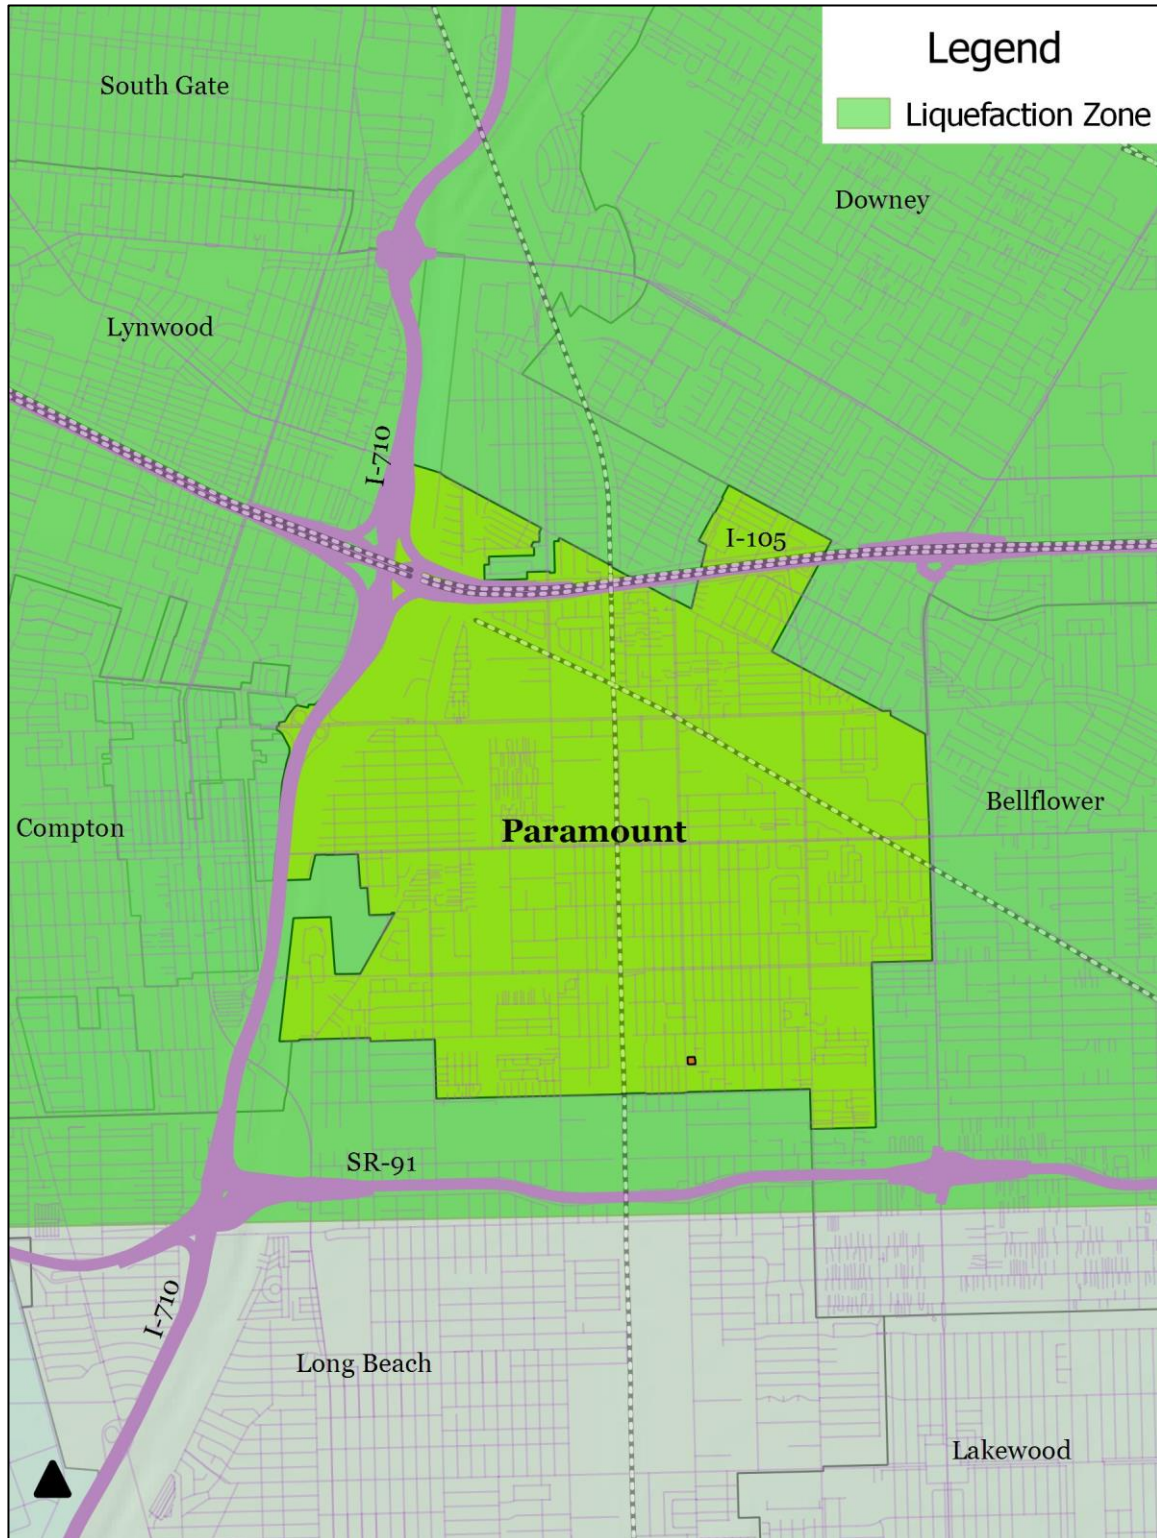 Legend
Liquefaction Zone
South Gate
Downey
Lynwood
I-710
I-105
Bellflower
Compton
Paramount
SR-91
I-710
Long Beach
Lakewood